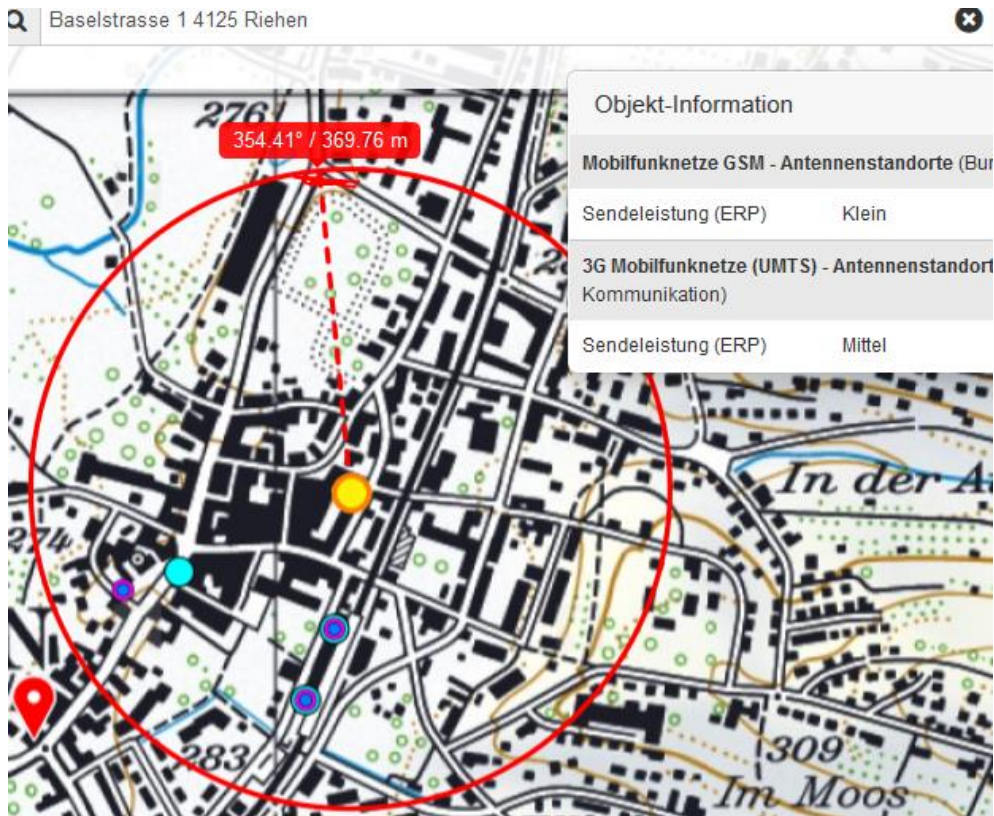 Baselstrasse 1 4125 Riehen
Objekt-Information
276
354.41° / 369.76 m
Mobilfunknetze GSM - Antennenstandorte (Bun
Sendeleistung (ERP) Klein
3G Mobilfunknetze (UMTS) - Antennenstandort
Kommunikation)
Sendeleistung (ERP) Mittel
In der Au
274
283
309
Im Moos